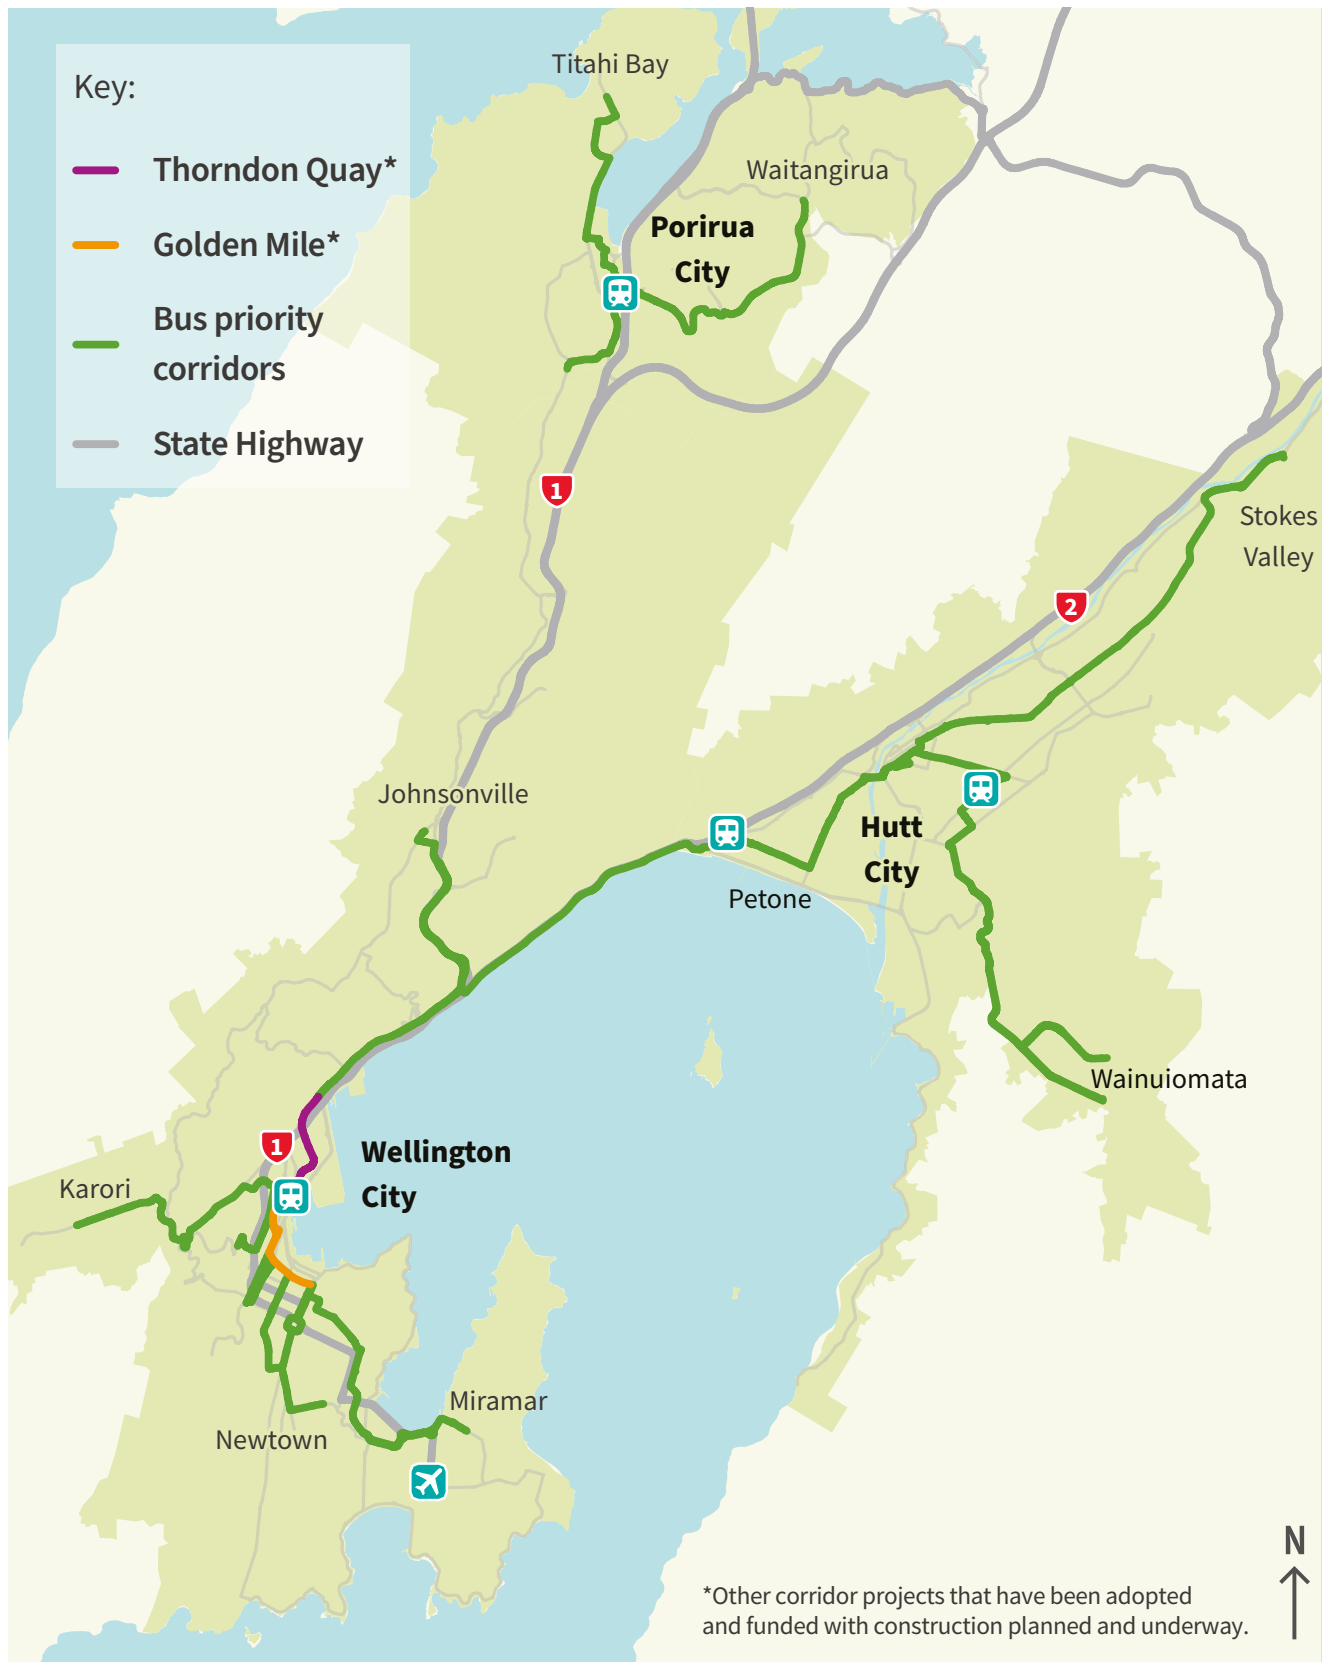 Key:
Thorndon Quay*
Golden Mile*
Bus priority
corridors
State Highway
Titahi Bay
Waitangirua
Porirua
City
1
Stokes
Valley
2
Johnsonville
Hutt
City
Petone
Wainuiomata
1
Wellington
City
Karori
Miramar
Newtown
N
*Other corridor projects that have been adopted
and funded with construction planned and underway.